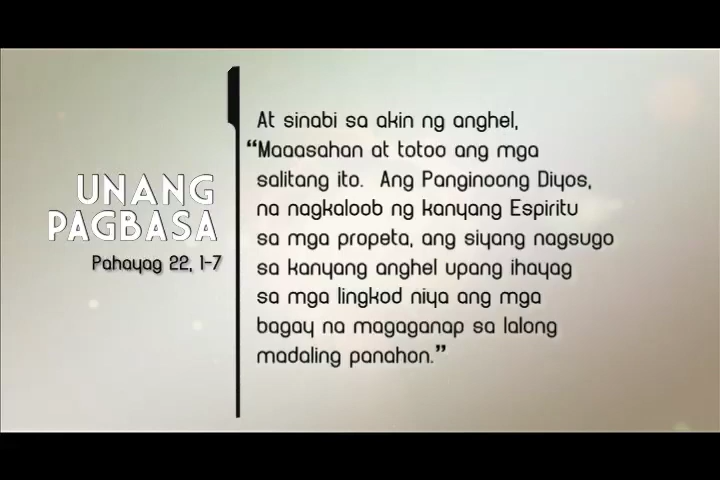 UNANG
PAGBASA
Pahayag 22, 1-7
At sinabi sa akin ng anghel,
“Maaasahan at totoo ang mga
salitang ito. Ang Panginoong Diyos,
na nagkaloob ng kanyang Espiritu
sa mga propeta, ang siyang nagsugo
sa kanyang anghel upang ihayag
sa mga lingkod niya ang mga
bagay na magaganap sa lalong
madaling panahon.”